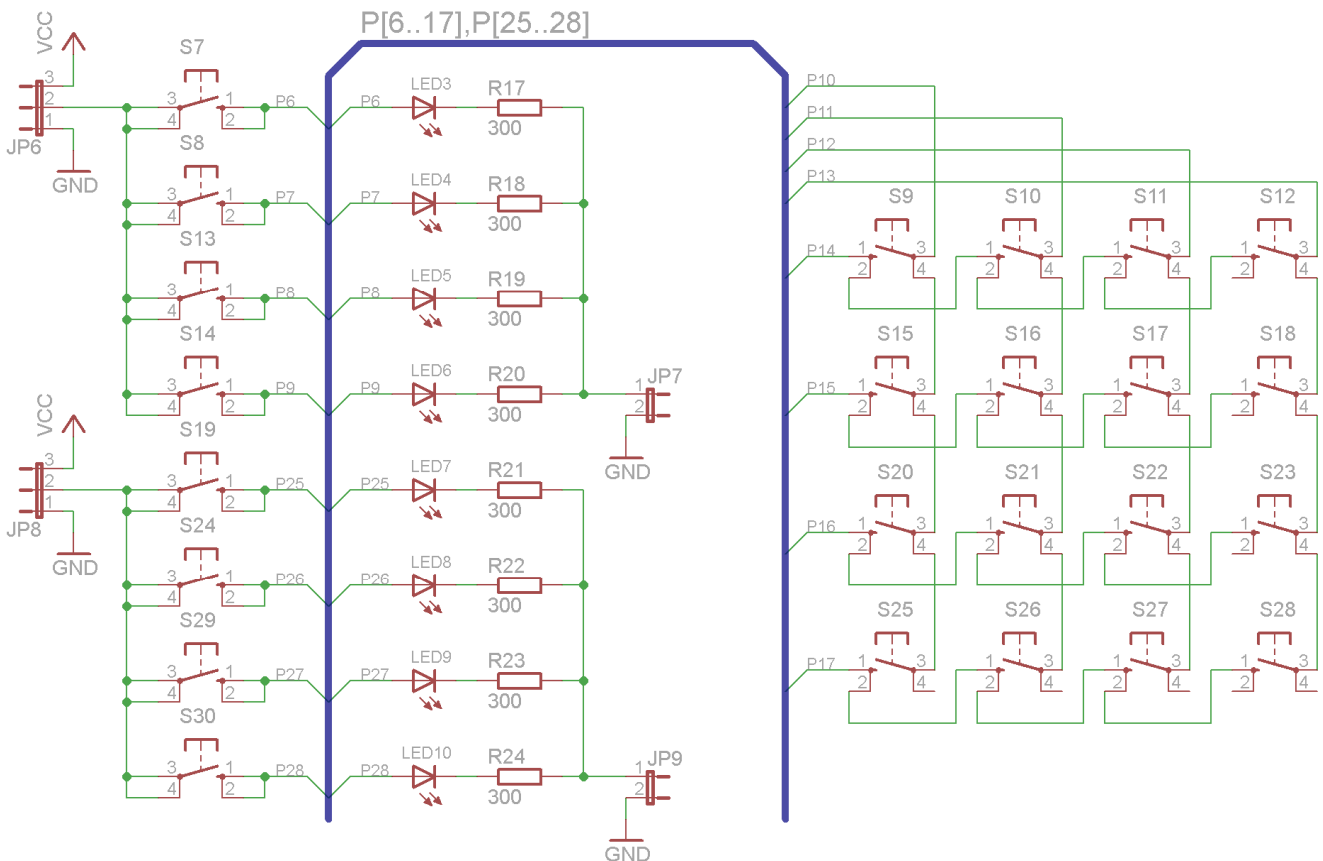 P[6..17],P[25..28]
VCC
3
2
1
JP6
GND
S7
3
4
1
2
P6
P6
LED3
R17
300
S8
3
4
1
2
P7
P7
LED4
R18
300
S13
3
4
1
2
P8
P8
LED5
R19
300
S14
3
4
1
2
P9
P9
LED6
R20
300
1
2
JP7
GND
VCC
3
2
1
JP8
GND
S19
3
4
1
2
P25
P25
LED7
R21
300
S24
3
4
1
2
P26
P26
LED8
R22
300
S29
3
4
1
2
P27
P27
LED9
R23
300
S30
3
4
1
2
P28
P28
LED10
R24
300
1
2
JP9
GND
P10
P11
P12
P13
S9
S10
S11
S12
P14
1 3 1 3 1 3 1 3
2 4 2 4 2 4 2 4
S15
S16
S17
S18
P15
1 3 1 3 1 3 1 3
2 4 2 4 2 4 2 4
S20
S21
S22
S23
P16
1 3 1 3 1 3 1 3
2 4 2 4 2 4 2 4
S25
S26
S27
S28
P17
1 3 1 3 1 3 1 3
2 4 2 4 2 4 2 4